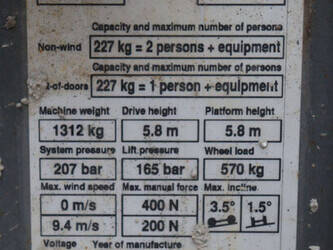 Capacity and maximum number of persons
Non-wind 227 kg = 2 persons + equipment
Capacity and maximum number of persons
t-of-doors 227 kg = 1 person + equipment
Machine weight Drive height Platform height
1312 kg 5.8 m 5.8 m
System pressure Lift pressure Wheel load
207 bar 165 bar 570 kg
Max. wind speed Max. manual force Max. incline
0 m/s 400 N 3.5° 1.5°
9.4 m/s 200 N
Voltage Year of manufacture